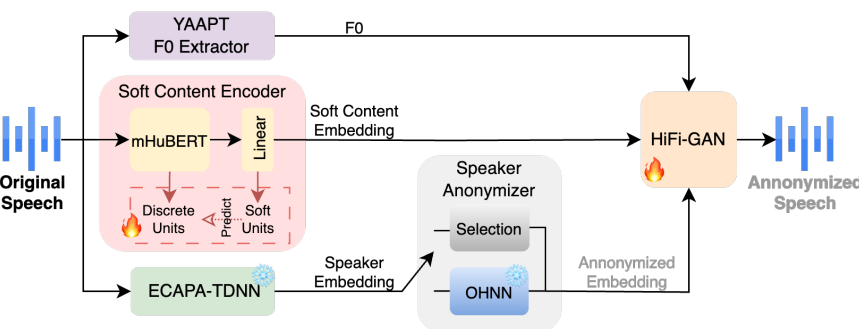 YAAPT
F0 Extractor
F0
Soft Content Encoder
mHuBERT
Linear
Soft Content
Embedding
HiFi-GAN
Original
Speech
Annonymized
Speech
Discrete
Units
Predict
Soft
Units
Speaker
Anonymizer
Selection
OHNN
ECAPA-TDNN
Speaker
Embedding
Annonymized
Embedding